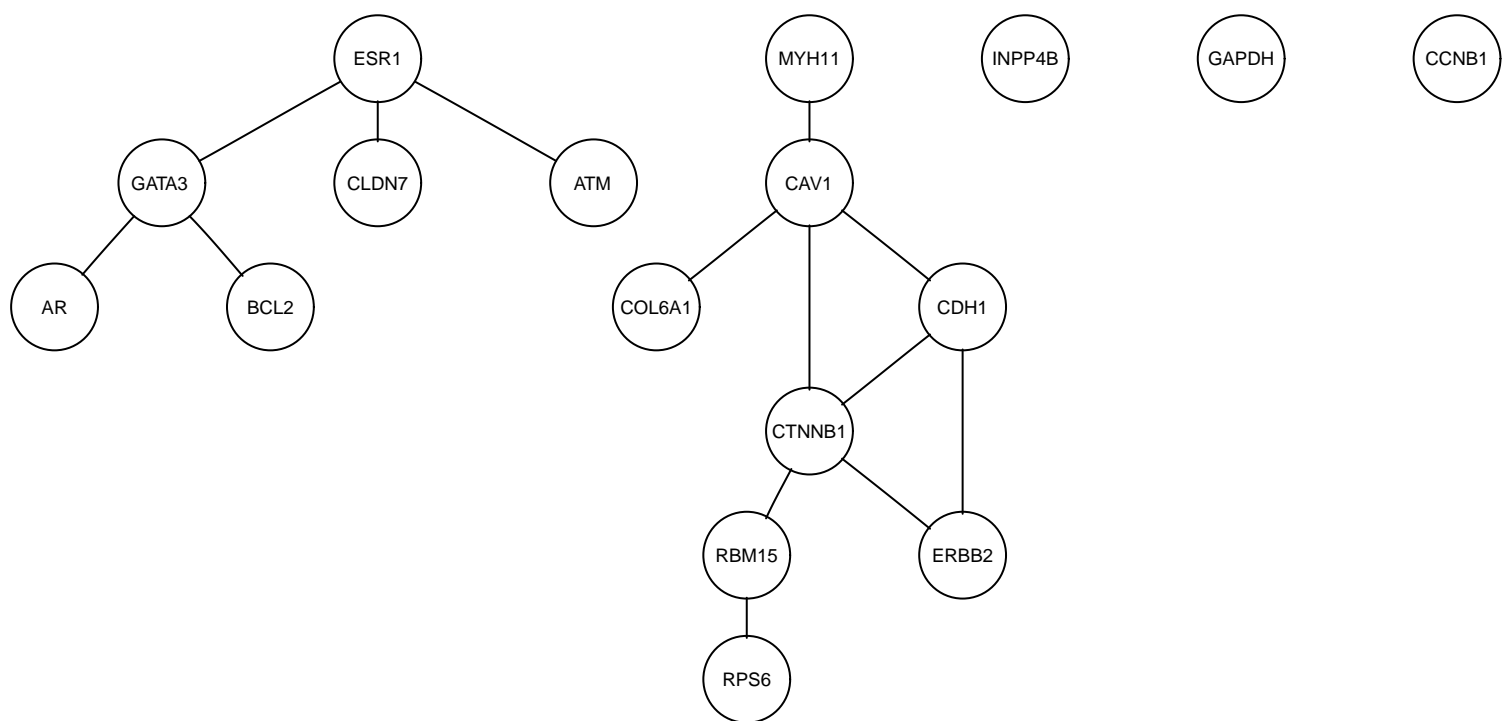 ESR1
MYH11
INPP4B
GAPDH
CCNB1
GATA3
CLDN7
ATM
CAV1
AR
BCL2
COL6A1
CDH1
CTNNB1
RBM15
ERBB2
RPS6